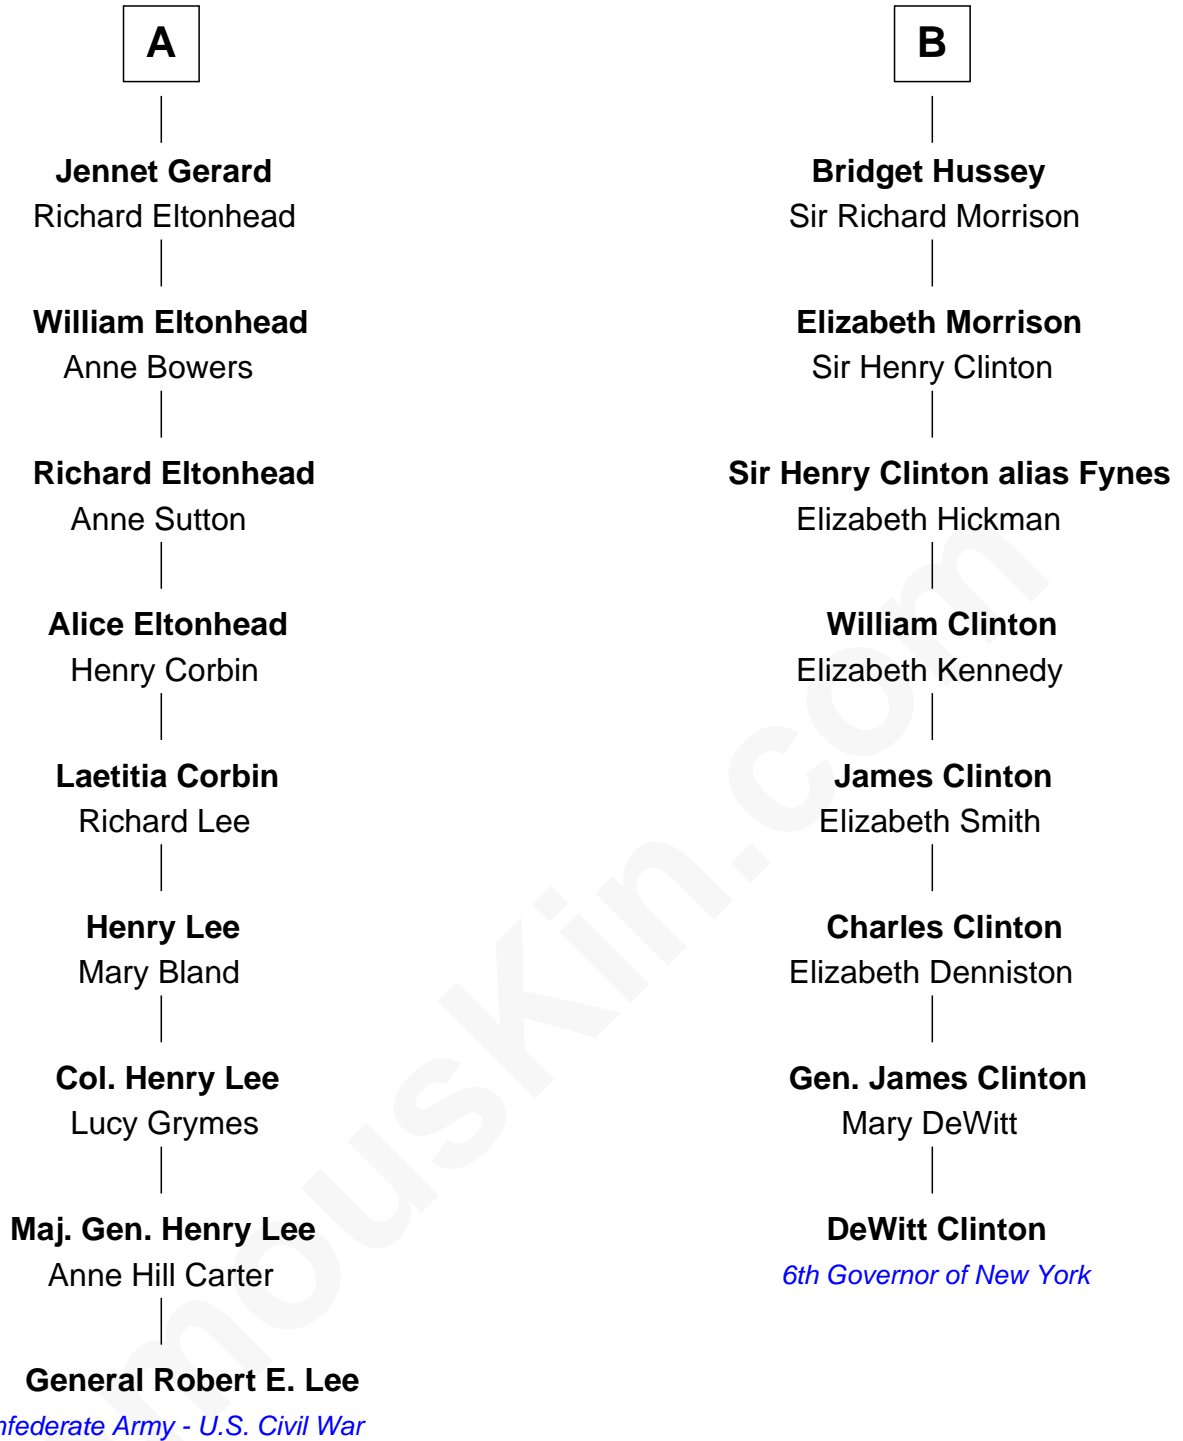 A
Jennet Gerard
Richard Eltonhead
William Eltonhead
Anne Bowers
Richard Eltonhead
Anne Sutton
Alice Eltonhead
Henry Corbin
Laetitia Corbin
Richard Lee
Henry Lee
Mary Bland
Col. Henry Lee
Lucy Grymes
Maj. Gen. Henry Lee
Anne Hill Carter
General Robert E. Lee
nfederate Army - U.S. Civil War
B
Bridget Hussey
Sir Richard Morrison
Elizabeth Morrison
Sir Henry Clinton
Sir Henry Clinton alias Fynes
Elizabeth Hickman
William Clinton
Elizabeth Kennedy
James Clinton
Elizabeth Smith
Charles Clinton
Elizabeth Denniston
Gen. James Clinton
Mary DeWitt
DeWitt Clinton
6th Governor of New York
mousKin.com